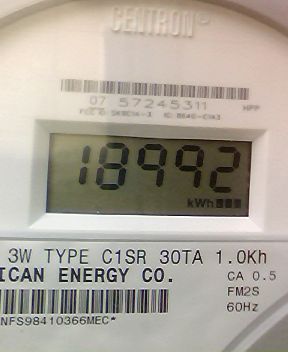 CENTRON
07 57245311
HPP
18992
kWh
3W TYPE C1SR 30TA 1.0Kh
ICAN ENERGY CO.
CA 0.5
FM2S
60Hz
NFS98410366MEC*